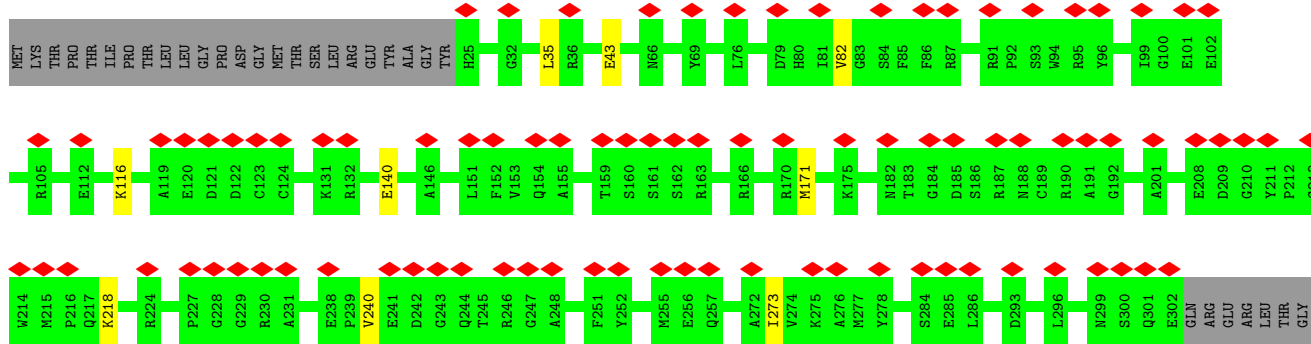 MET LYS THR PRO THR ILE PRO THR LEU LEU GLY PRO ASP GLY MET THR SER LEU ARG GLU TYR ALA GLY TYR H25 G32 L35 R36 E43 N66 Y69 L76 D79 H80 I81 V82 G83 S84 F85 F86 R87 R91 P92 S93 W94 R95 Y96 I99 G100 E101 E102
R105 E112 K116 A119 E120 D121 D122 C123 C124 K131 R132 E140 A146 L151 F152 V153 Q154 A155 T159 S160 S161 S162 R163 R166 R170 M171 K175 N182 T183 G184 D185 S186 R187 N188 C189 R190 A191 G192 A201 E208 D209 G210 Y211 P212
W214 M215 P216 Q217 K218 R224 P227 G228 G229 R230 A231 E238 P239 V240 E241 D242 G243 Q244 T245 R246 G247 A248 F251 Y252 M255 E256 Q257 A272 I273 V274 K275 A276 M277 Y278 S284 E285 L286 D293 L296 N299 S300 Q301 E302 GLN ARG GLU ARG LEU THR GLY